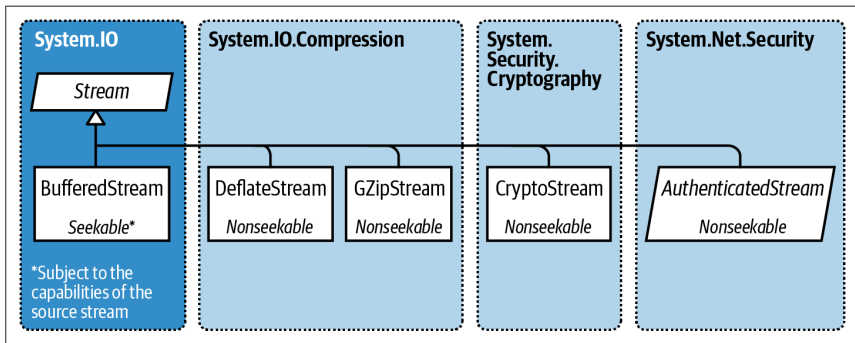 System.IO
Stream
BufferedStream
Seekable*
*Subject to the
capabilities of the
source stream
System.IO.Compression
DeflateStream
Nonseekable
GZipStream
Nonseekable
System.
Security.
Cryptography
CryptoStream
Nonseekable
System.Net.Security
AuthenticatedStream
Nonseekable